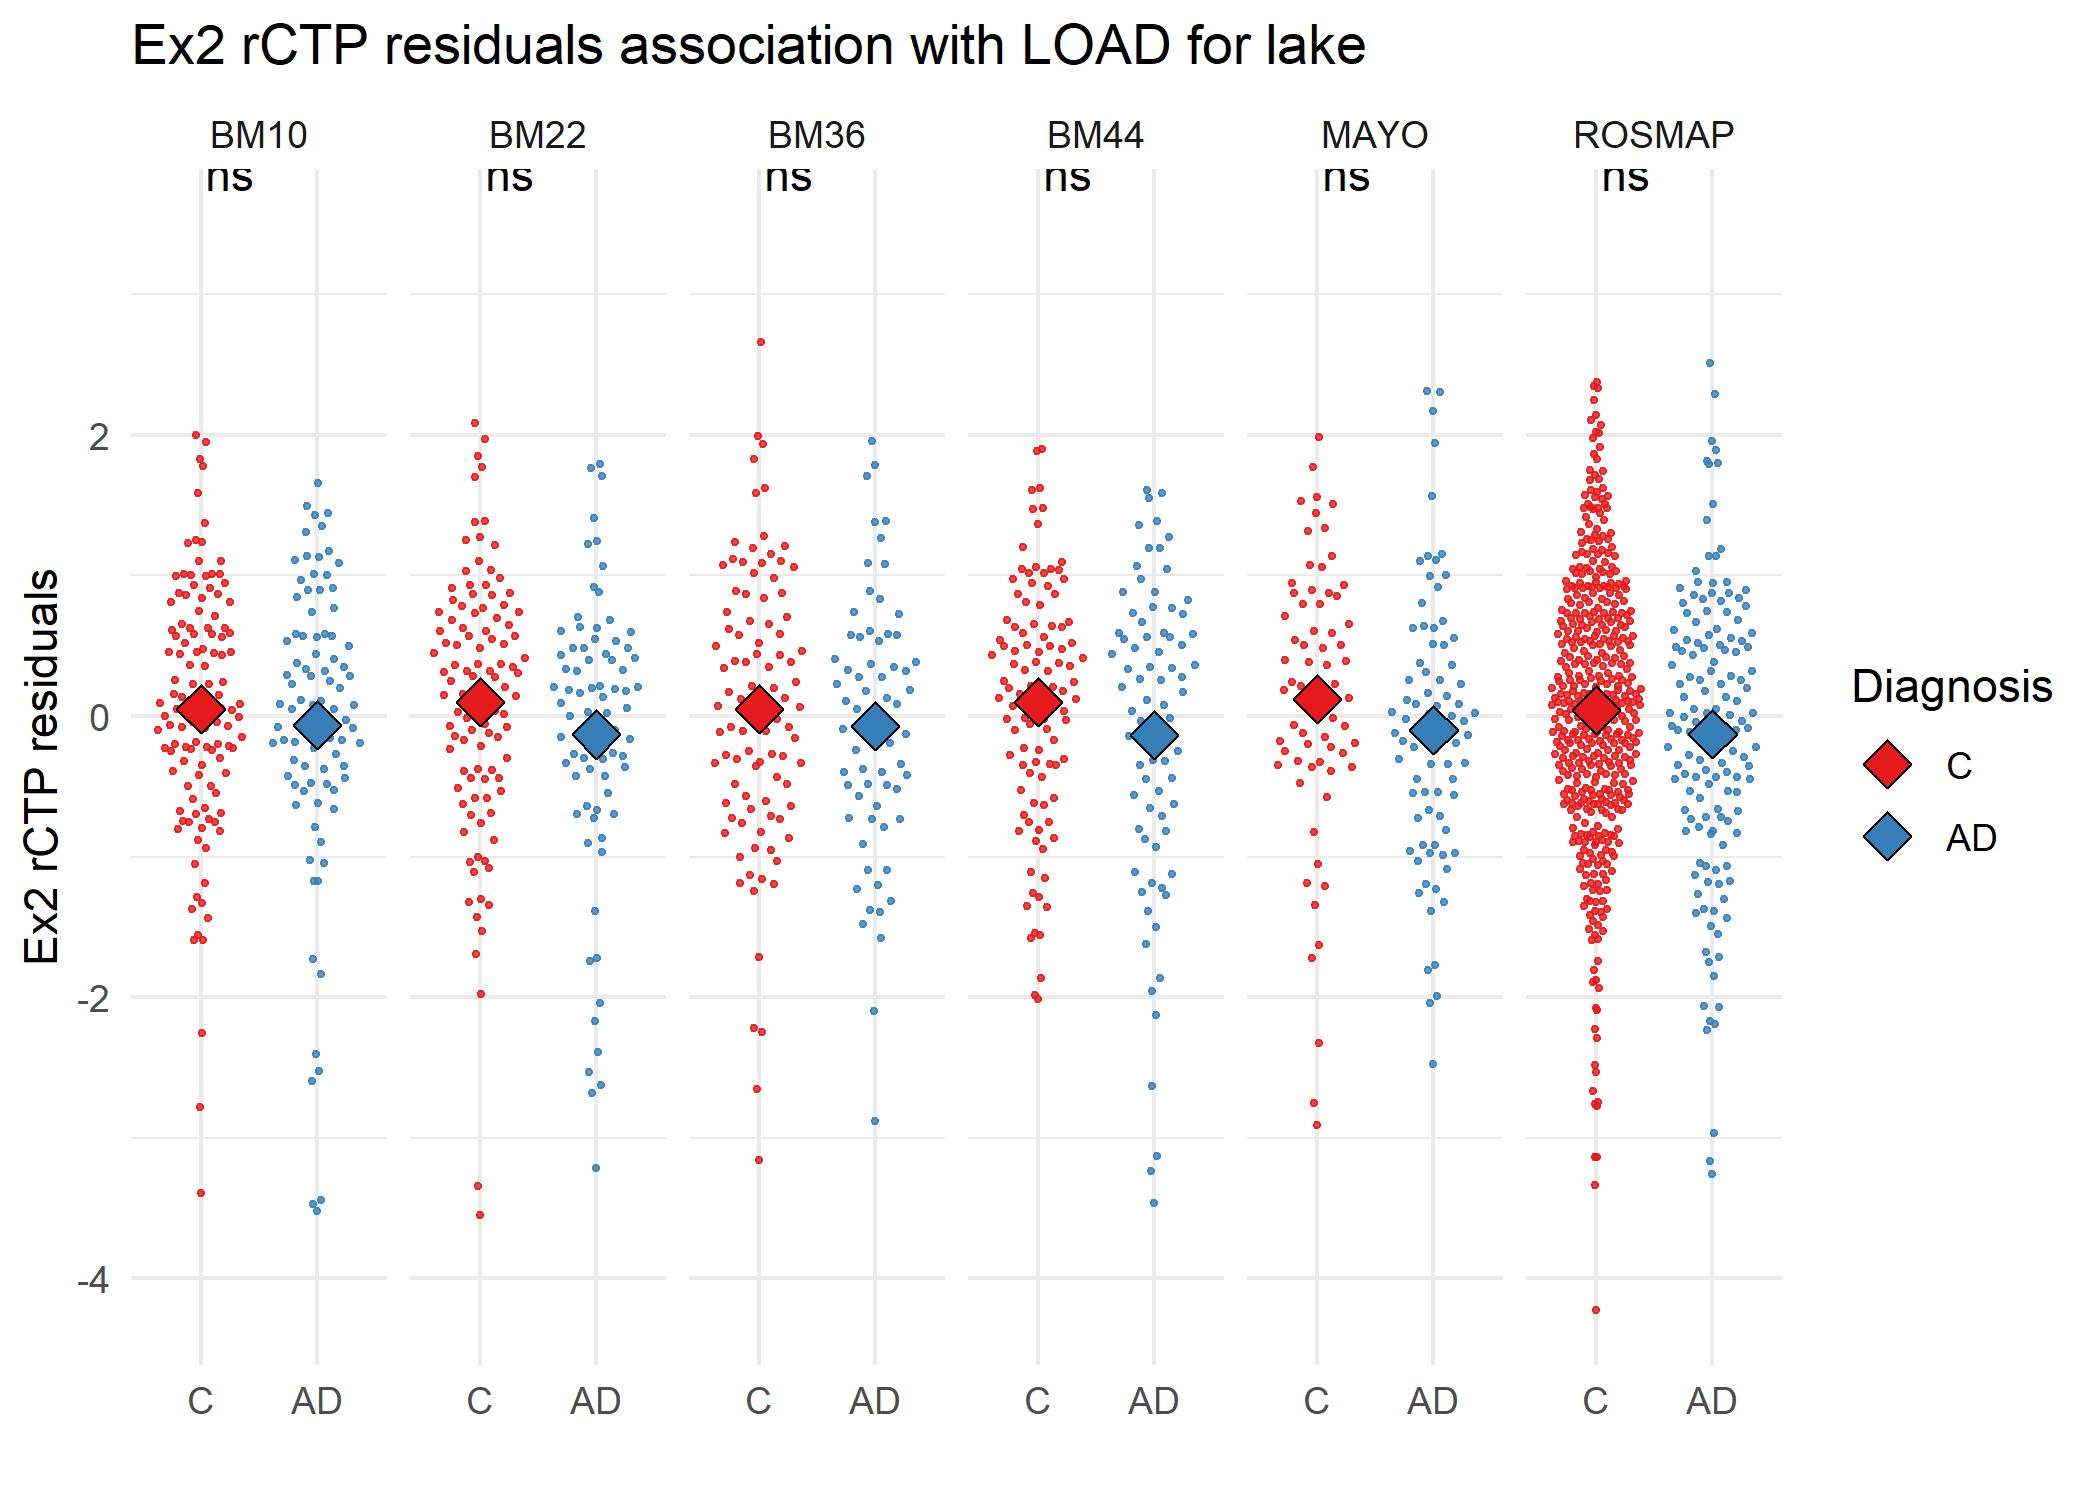 Ex2 rCTP residuals association with LOAD for lake
BM10 BM22 BM36 BM44 MAYO ROSMAP
ns ns ns ns ns ns
Ex2 rCTP residuals
2
0
-2
-4
C AD C AD C AD C AD C AD C AD
Diagnosis
C
AD